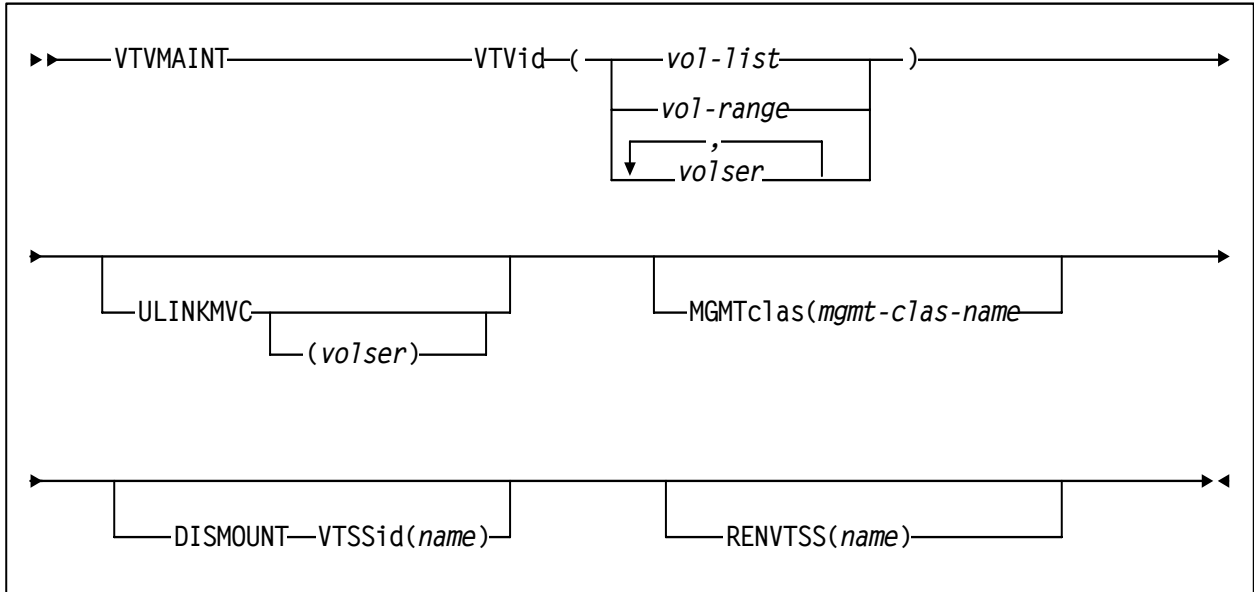 VTVMAINT VTVid ( vol-list )
vol-range
,
volser
ULINKMVC MGMTclas(mgmt-clas-name
(volser)
DISMOUNT VTSSid(name) RENVTSS(name)